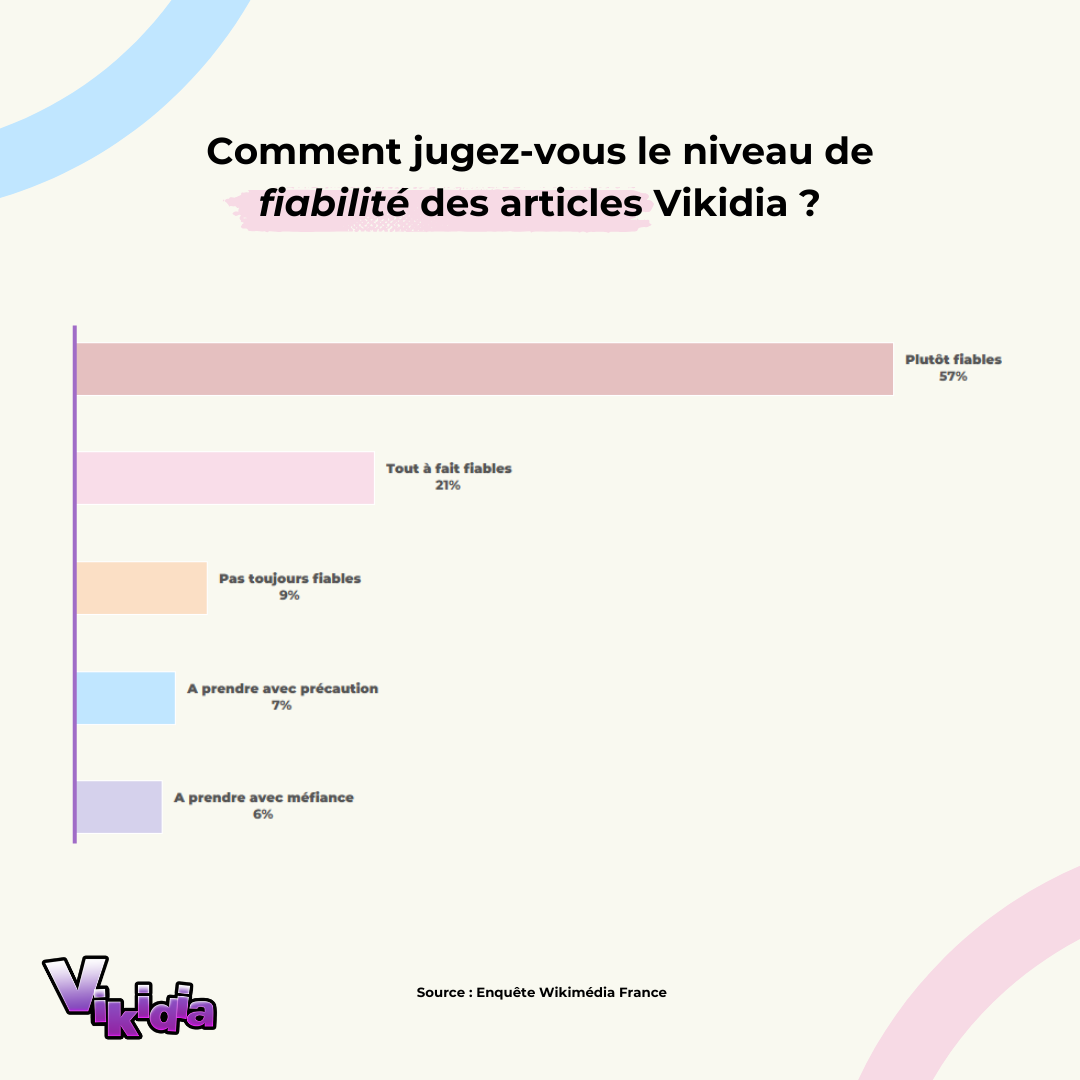 Comment jugez-vous le niveau de
fiabilité des articles Vikidia ?
Plutôt fiables
57%
Tout à fait fiables
21%
Pas toujours fiables
9%
A prendre avec précaution
7%
A prendre avec méfiance
6%
Vikidia
Source : Enquête Wikimédia France